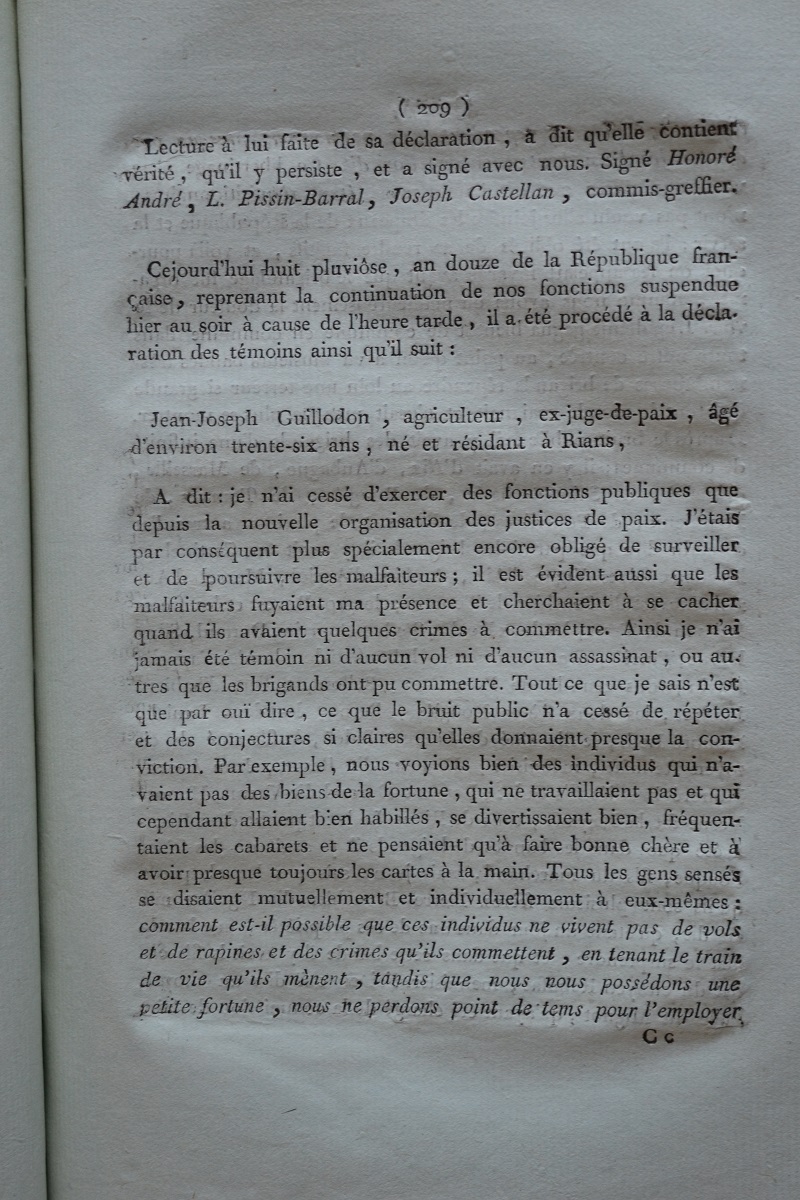 ( 209 )
Lecture à lui faite de sa déclaration , à dit qu'elle contient
vérité , qu'il y persiste , et a signé avec nous. Signé Honoré
André , L. Pissin-Barral, Joseph Castellan , commis-greffier.
Cejourd'hui huit pluviôse , an douze de la République fran-
çaise, reprenant la continuation de nos fonctions suspendue
hier au soir à cause de l'heure tarde , il a été procédé à la décla-
ration des témoins ainsi qu'il suit :
Jean-Joseph Guillodon , agriculteur , ex-juge-de-paix , âgé
d'environ trente-six ans , né et résidant à Rians ,
A dit : je n'ai cessé d'exercer des fonctions publiques que
depuis la nouvelle organisation des justices de paix. J'étais
par conséquent plus spécialement encore obligé de surveiller
et de poursuivre les malfaiteurs ; il est évident aussi que les
malfaiteurs fuyaient ma présence et cherchaient à se cacher
quand ils avaient quelques crimes à commettre. Ainsi je n'ai
jamais été témoin ni d'aucun vol ni d'aucun assassinat , ou au-
tres que les brigands ont pu commettre. Tout ce que je sais n'est
que par ouï dire , ce que le bruit public n'a cessé de répéter
et des conjectures si claires qu'elles donnaient presque la con-
viction. Par exemple , nous voyions bien des individus qui n'a-
vaient pas des biens de la fortune , qui ne travaillaient pas et qui
cependant allaient bien habillés , se divertissaient bien , fréquen-
taient les cabarets et ne pensaient qu'à faire bonne chère et à
avoir presque toujours les cartes à la main. Tous les gens sensés
se disaient mutuellement et individuellement à eux-mêmes :
comment est-il possible que ces individus ne vivent pas de vols
et de rapines et des crimes qu'ils commettent , en tenant le train
de vie qu'ils mènent , tandis que nous nous possédons une
petite fortune , nous ne perdons point de tems pour l'employer
C c